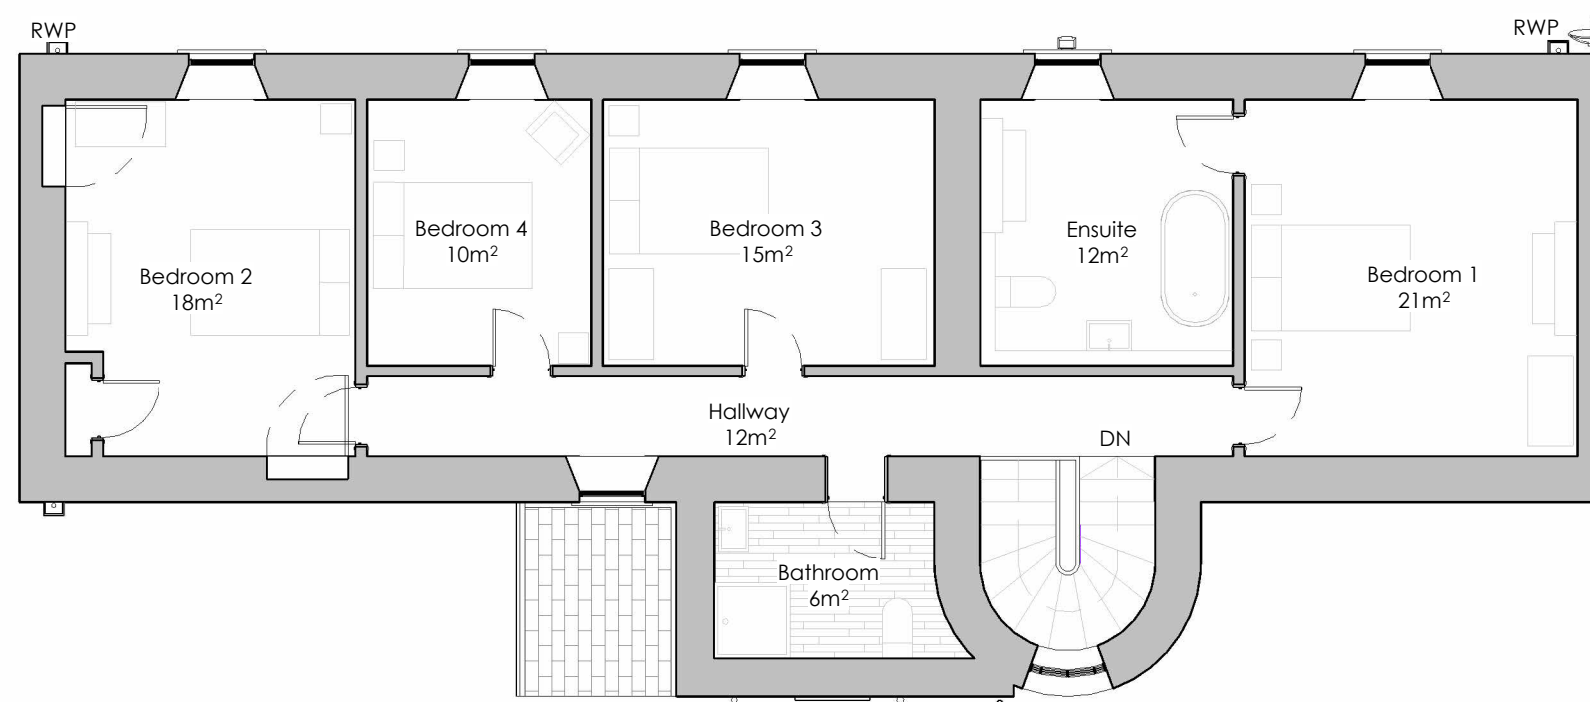 RWP
RWP
Bedroom 2
18m²
Bedroom 4
10m²
Bedroom 3
15m²
Ensuite
12m²
Bedroom 1
21m²
Hallway
12m²
DN
Bathroom
6m²